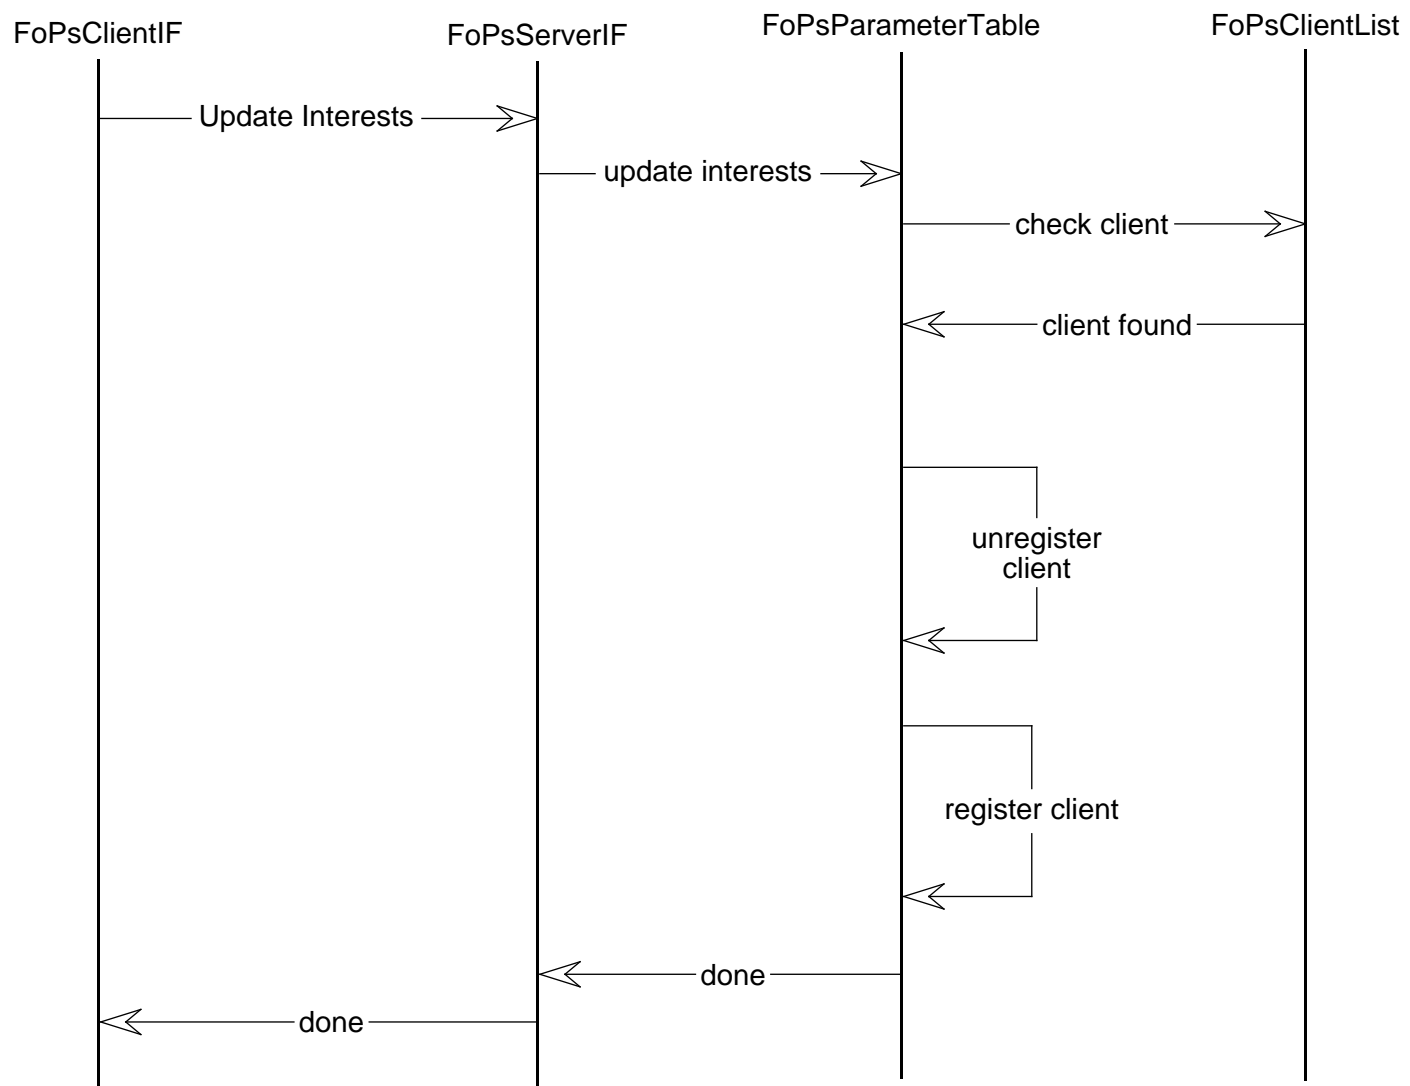 FoPsClientIF
FoPsServerIF
FoPsParameterTable
FoPsClientList
Update Interests
update interests
check client
client found
unregister
client
register client
done
done